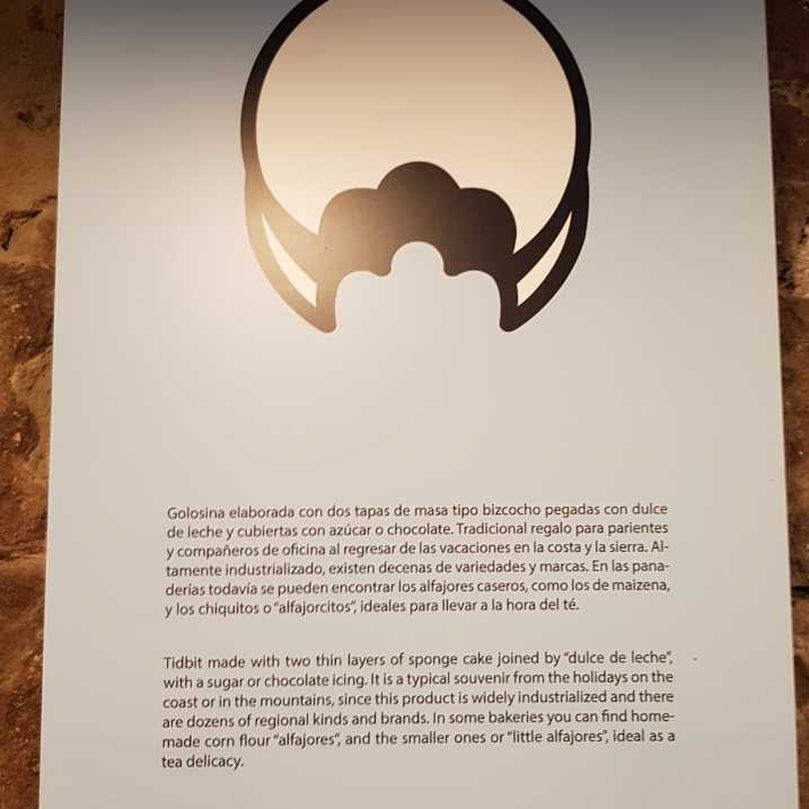 Golosina elaborada con dos tapas de masa tipo bizcocho pegadas con dulce
de leche y cubiertas con azúcar o chocolate. Tradicional regalo para parientes
y compañeros de oficina al regresar de las vacaciones en la costa y la sierra. Al-
tamente industrializado, existen decenas de variedades y marcas. En las pana-
derías todavía se pueden encontrar los alfajores caseros, como los de maizena,
y los chiquitos o “alfajorcitos”, ideales para llevar a la hora del té.
Tidbit made with two thin layers of sponge cake joined by “dulce de leche”,
with a sugar or chocolate icing. It is a typical souvenir from the holidays on the
coast or in the mountains, since this product is widely industrialized and there
are dozens of regional kinds and brands. In some bakeries you can find home-
made corn flour “alfajores”, and the smaller ones or “little alfajores”, ideal as a
tea delicacy.